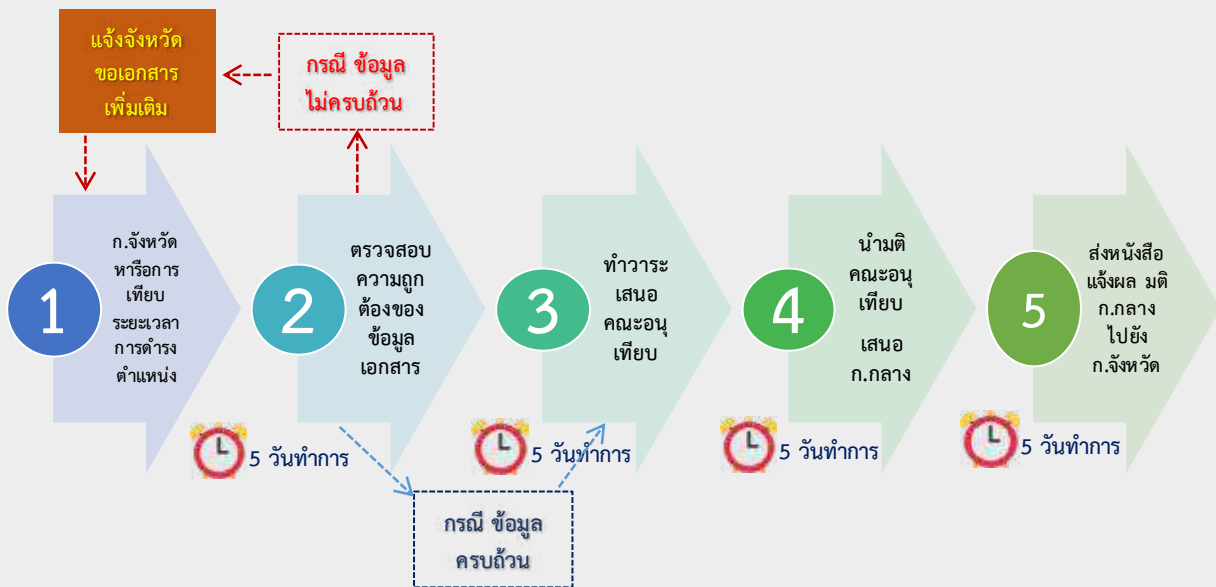 แจ้งจังหวัด
ขอเอกสาร
เพิ่มเติม
กรณี ข้อมูล
ไม่ครบถ้วน
1
ก.จังหวัด
หารือการ
เทียบ
ระยะเวลา
การดำรง
ตำแหน่ง
2
ตรวจสอบ
ความถูก
ต้องของ
ข้อมูล
เอกสาร
3
ทำวาระ
เสนอ
คณะอนุ
เทียบ
4
นำมติ
คณะอนุ
เทียบ
เสนอ
ก.กลาง
5
ส่งหนังสือ
แจ้งผล มติ
ก.กลาง
ไปยัง
ก.จังหวัด
5 วันทำการ
5 วันทำการ
5 วันทำการ
5 วันทำการ
กรณี ข้อมูล
ครบถ้วน